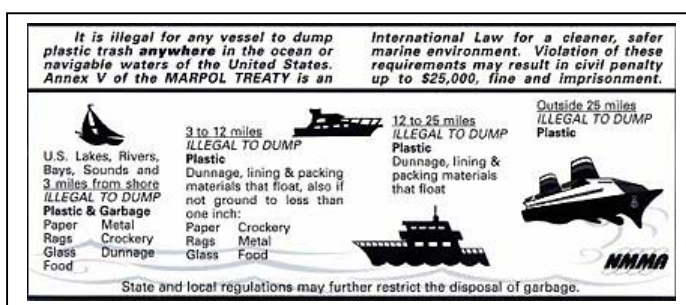 It is illegal for any vessel to dump
plastic trash anywhere in the ocean or
navigable waters of the United States.
Annex V of the MARPOL TREATY is an
International Law for a cleaner, safer
marine environment. Violation of these
requirements may result in civil penalty
up to $25,000, fine and imprisonment.
U.S. Lakes, Rivers,
Bays, Sounds and
3 miles from shore
ILLEGAL TO DUMP
Plastic & Garbage
Paper Metal
Rags Crockery
Glass Dunnage
Food
3 to 12 miles
ILLEGAL TO DUMP
Plastic
Dunnage, lining & packing
materials that float, also if
not ground to less than
one inch:
Paper Crockery
Rags Metal
Glass Food
12 to 25 miles
ILLEGAL TO DUMP
Plastic
Dunnage, lining &
packing materials
that float
Outside 25 miles
ILLEGAL TO DUMP
Plastic
NMMA
State and local regulations may further restrict the disposal of garbage.